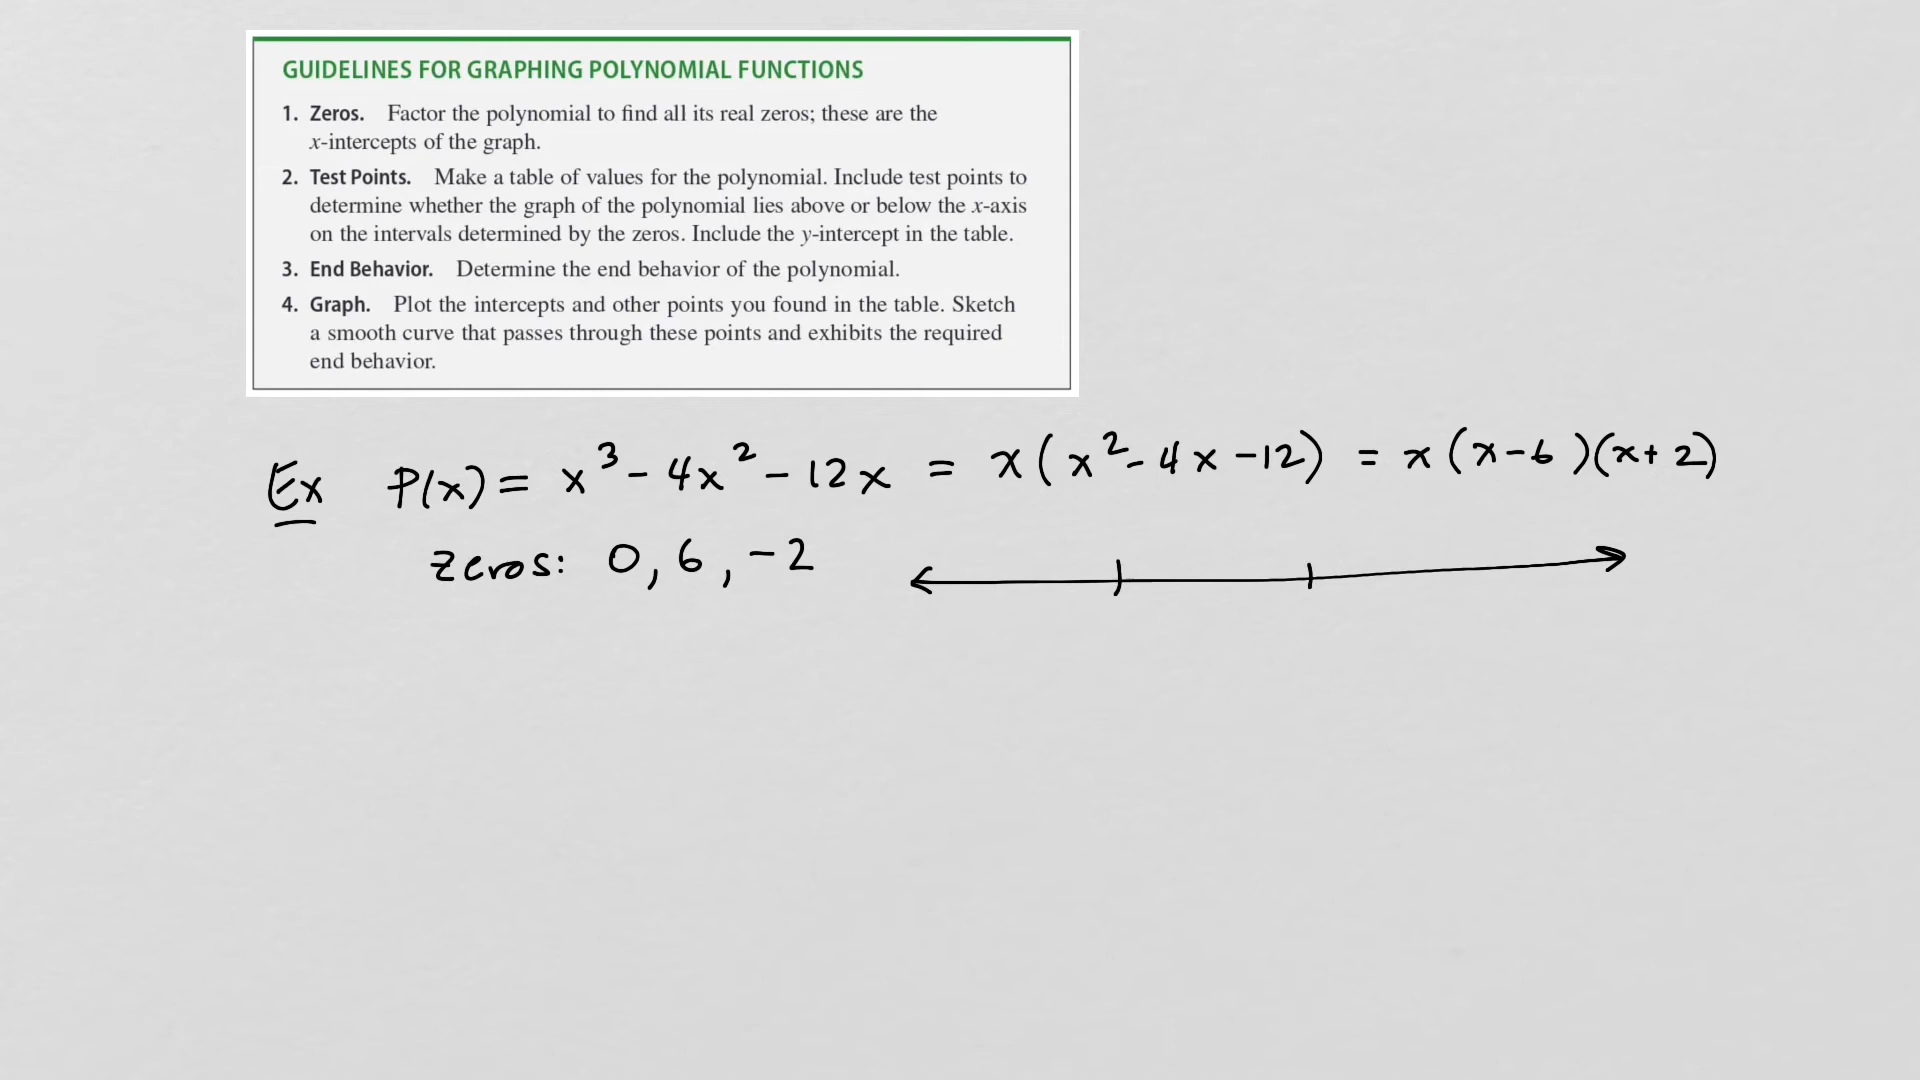 GUIDELINES FOR GRAPHING POLYNOMIAL FUNCTIONS
1. Zeros. Factor the polynomial to find all its real zeros; these are the
x-intercepts of the graph.
2. Test Points. Make a table of values for the polynomial. Include test points to
determine whether the graph of the polynomial lies above or below the x-axis
on the intervals determined by the zeros. Include the y-intercept in the table.
3. End Behavior. Determine the end behavior of the polynomial.
4. Graph. Plot the intercepts and other points you found in the table. Sketch
a smooth curve that passes through these points and exhibits the required
end behavior.
Ex P(x) = x³ - 4x² - 12x = x(x² - 4x - 12) = x(x-6)(x+2)
zeros: 0, 6, -2